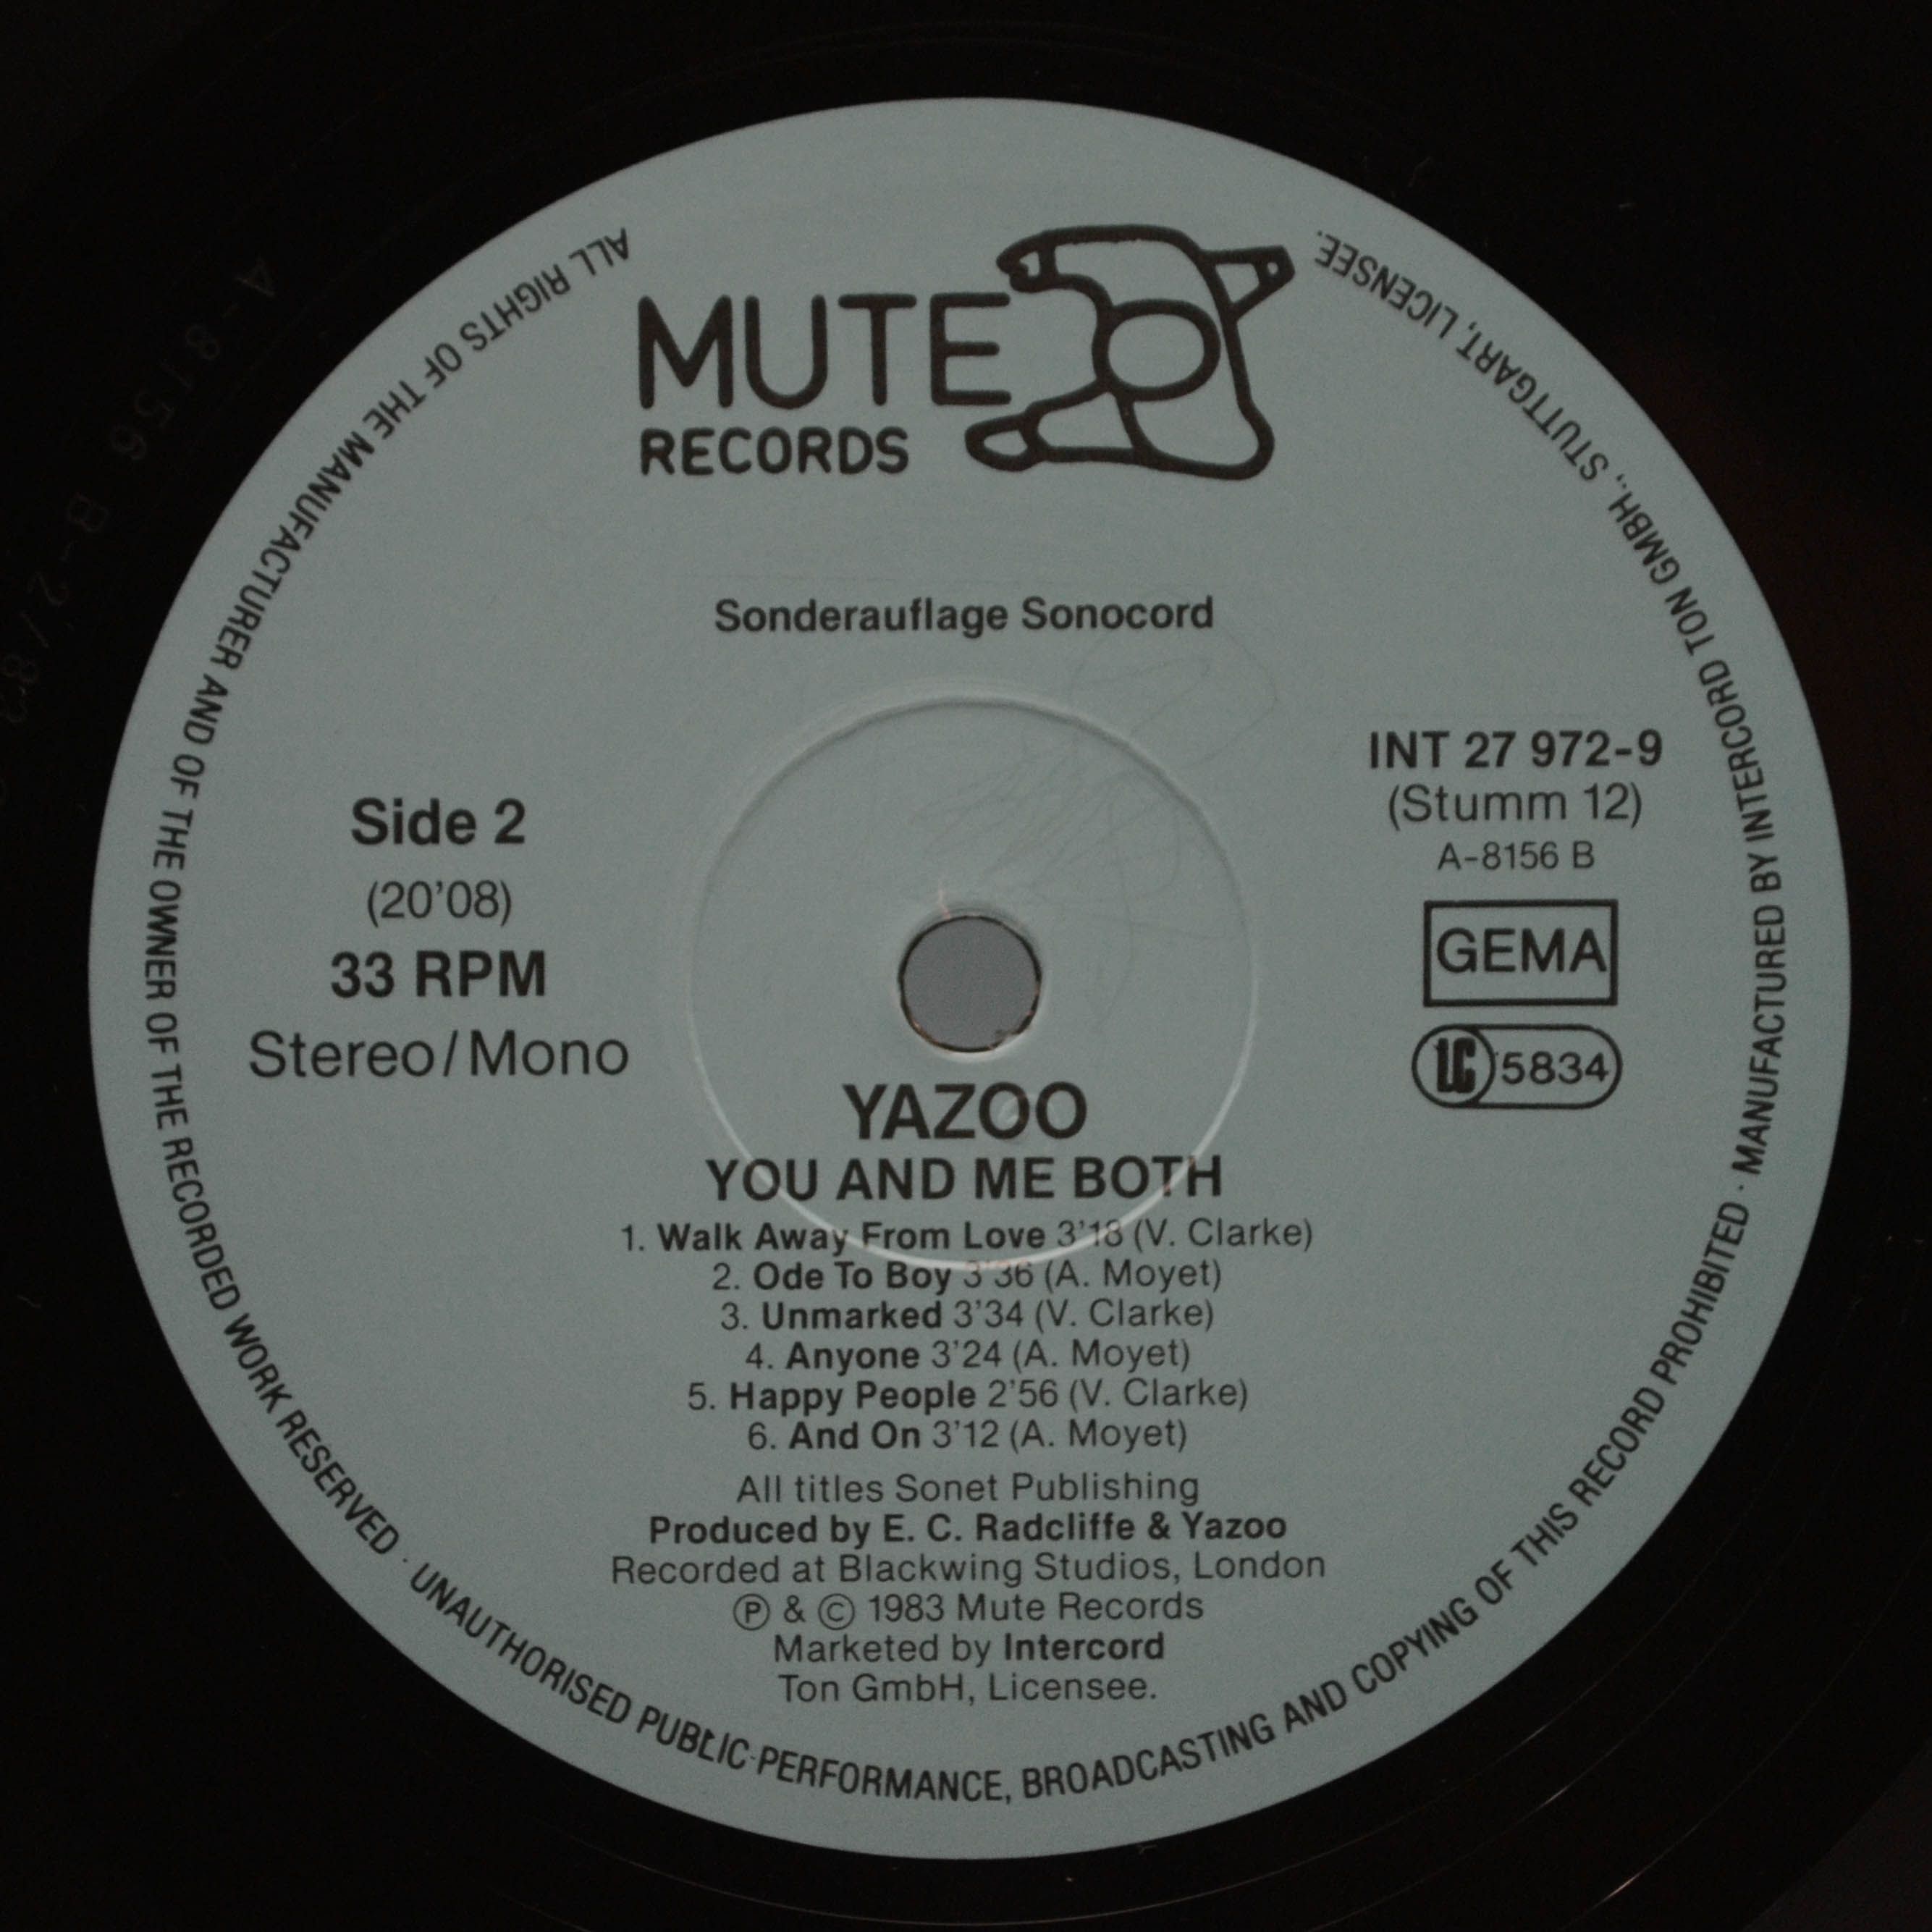 MUTE
RECORDS
Sonderauflage Sonocord
Side 2
(20'08)
33 RPM
Stereo/Mono
INT 27 972-9
(Stumm 12)
A-8156 B
GEMA
LC 5834
YAZOO
YOU AND ME BOTH
1. Walk Away From Love 3'18 (V. Clarke)
2. Ode To Boy 3'36 (A. Moyet)
3. Unmarked 3'34 (V. Clarke)
4. Anyone 3'24 (A. Moyet)
5. Happy People 2'56 (V. Clarke)
6. And On 3'12 (A. Moyet)
All titles Sonet Publishing
Produced by E. C. Radcliffe & Yazoo
Recorded at Blackwing Studios, London
Ⓟ & © 1983 Mute Records
Marketed by Intercord
Ton GmbH, Licensee.
ALL RIGHTS OF THE MANUFACTURER AND OF THE OWNER OF THE RECORDED WORK RESERVED · UNAUTHORISED PUBLIC PERFORMANCE, BROADCASTING AND COPYING OF THIS RECORD PROHIBITED · MANUFACTURED BY INTERCORD TON GMBH., STUTTGART, LICENSEE.
A-8156 B-2/83